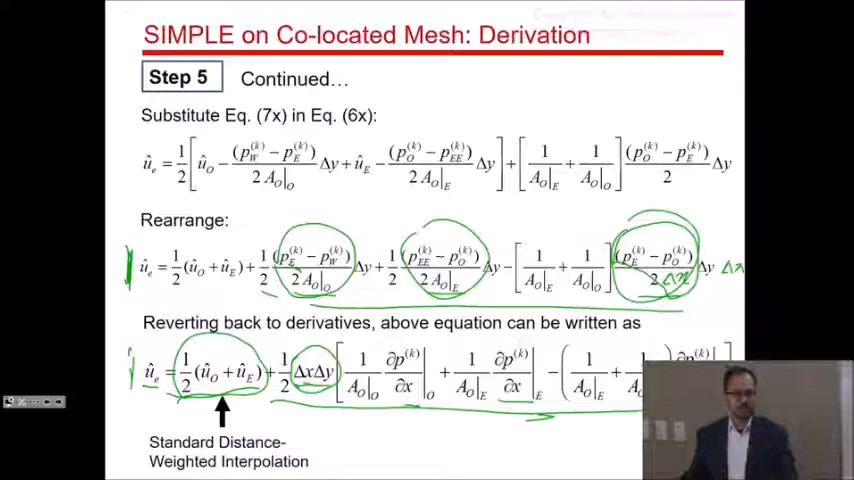 SIMPLE on Co-located Mesh: Derivation
Step 5 Continued…
Substitute Eq. (7x) in Eq. (6x):
û_e = 1/2 [ û_O − (p_W^(k) − p_E^(k)) / (2 A_O|_O) Δy + û_E − (p_O^(k) − p_EE^(k)) / (2 A_O|_E) Δy ] + [ 1/A_O|_E + 1/A_O|_O ] (p_O^(k) − p_E^(k)) / 2 Δy
Rearrange:
û_e = 1/2 (û_O + û_E) + 1/2 (p_E^(k) − p_W^(k)) / (2 A_O|_O) Δy + 1/2 (p_EE^(k) − p_O^(k)) / (2 A_O|_E) Δy − [ 1/A_O|_E + 1/A_O|_O ] (p_E^(k) − p_O^(k)) / (2 Δx) Δy Δx
Reverting back to derivatives, above equation can be written as
û_e = 1/2 (û_O + û_E) + 1/2 ΔxΔy [ 1/A_O|_O ∂p^(k)/∂x |_O + 1/A_O|_E ∂p^(k)/∂x |_E − ( 1/A_O|_E + 1/A_O| ) ∂p^(k) | ]
Standard Distance-
Weighted Interpolation